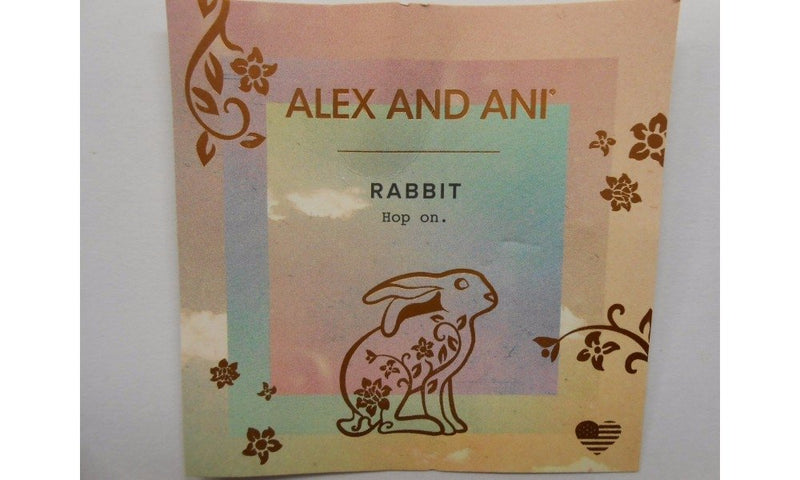 ALEX AND ANI®
RABBIT
Hop on.